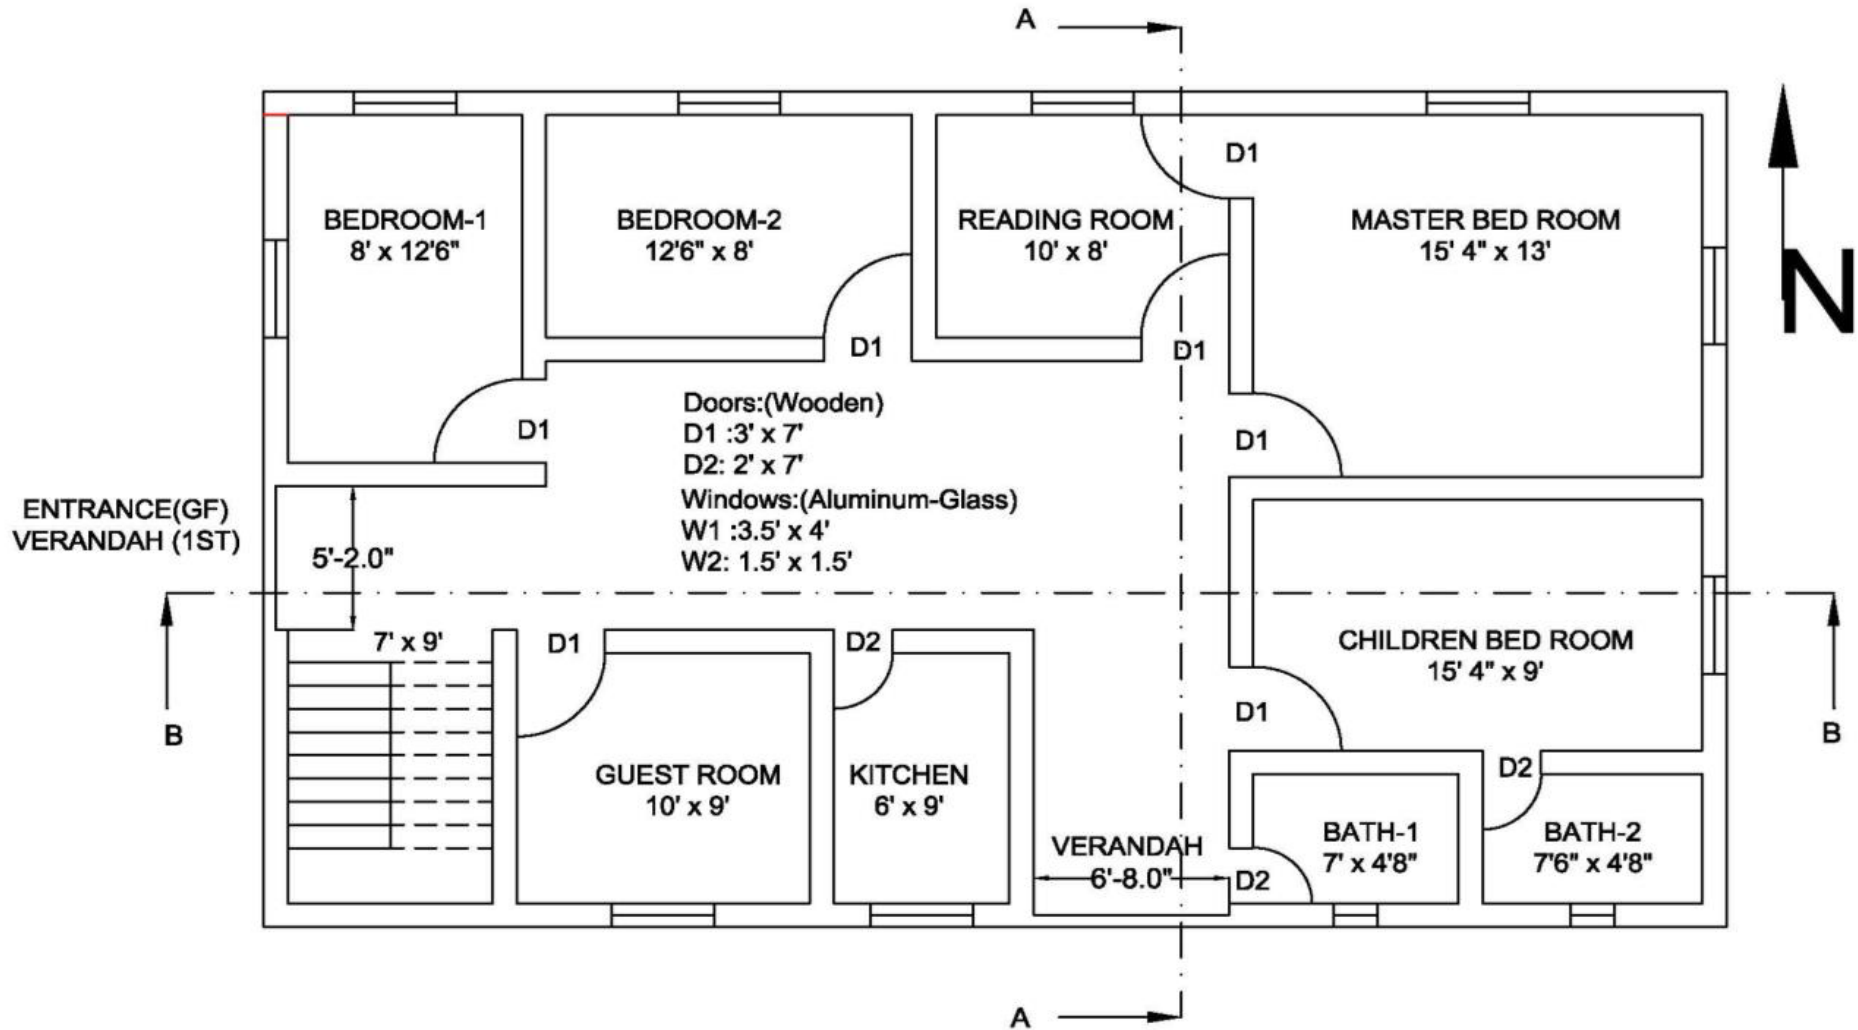 A
D1
BEDROOM-1
8' x 12'6"
BEDROOM-2
12'6" x 8'
READING ROOM
10' x 8'
MASTER BED ROOM
15' 4" x 13'
N
D1
D1
D1
D1
Doors:(Wooden)
D1 :3' x 7'
D2: 2' x 7'
Windows:(Aluminum-Glass)
W1 :3.5' x 4'
W2: 1.5' x 1.5'
ENTRANCE(GF)
VERANDAH (1ST)
5'-2.0"
7' x 9'
D1
D2
CHILDREN BED ROOM
15' 4" x 9'
B
D1
B
GUEST ROOM
10' x 9'
KITCHEN
6' x 9'
D2
VERANDAH
6'-8.0"
D2
BATH-1
7' x 4'8"
BATH-2
7'6" x 4'8"
A